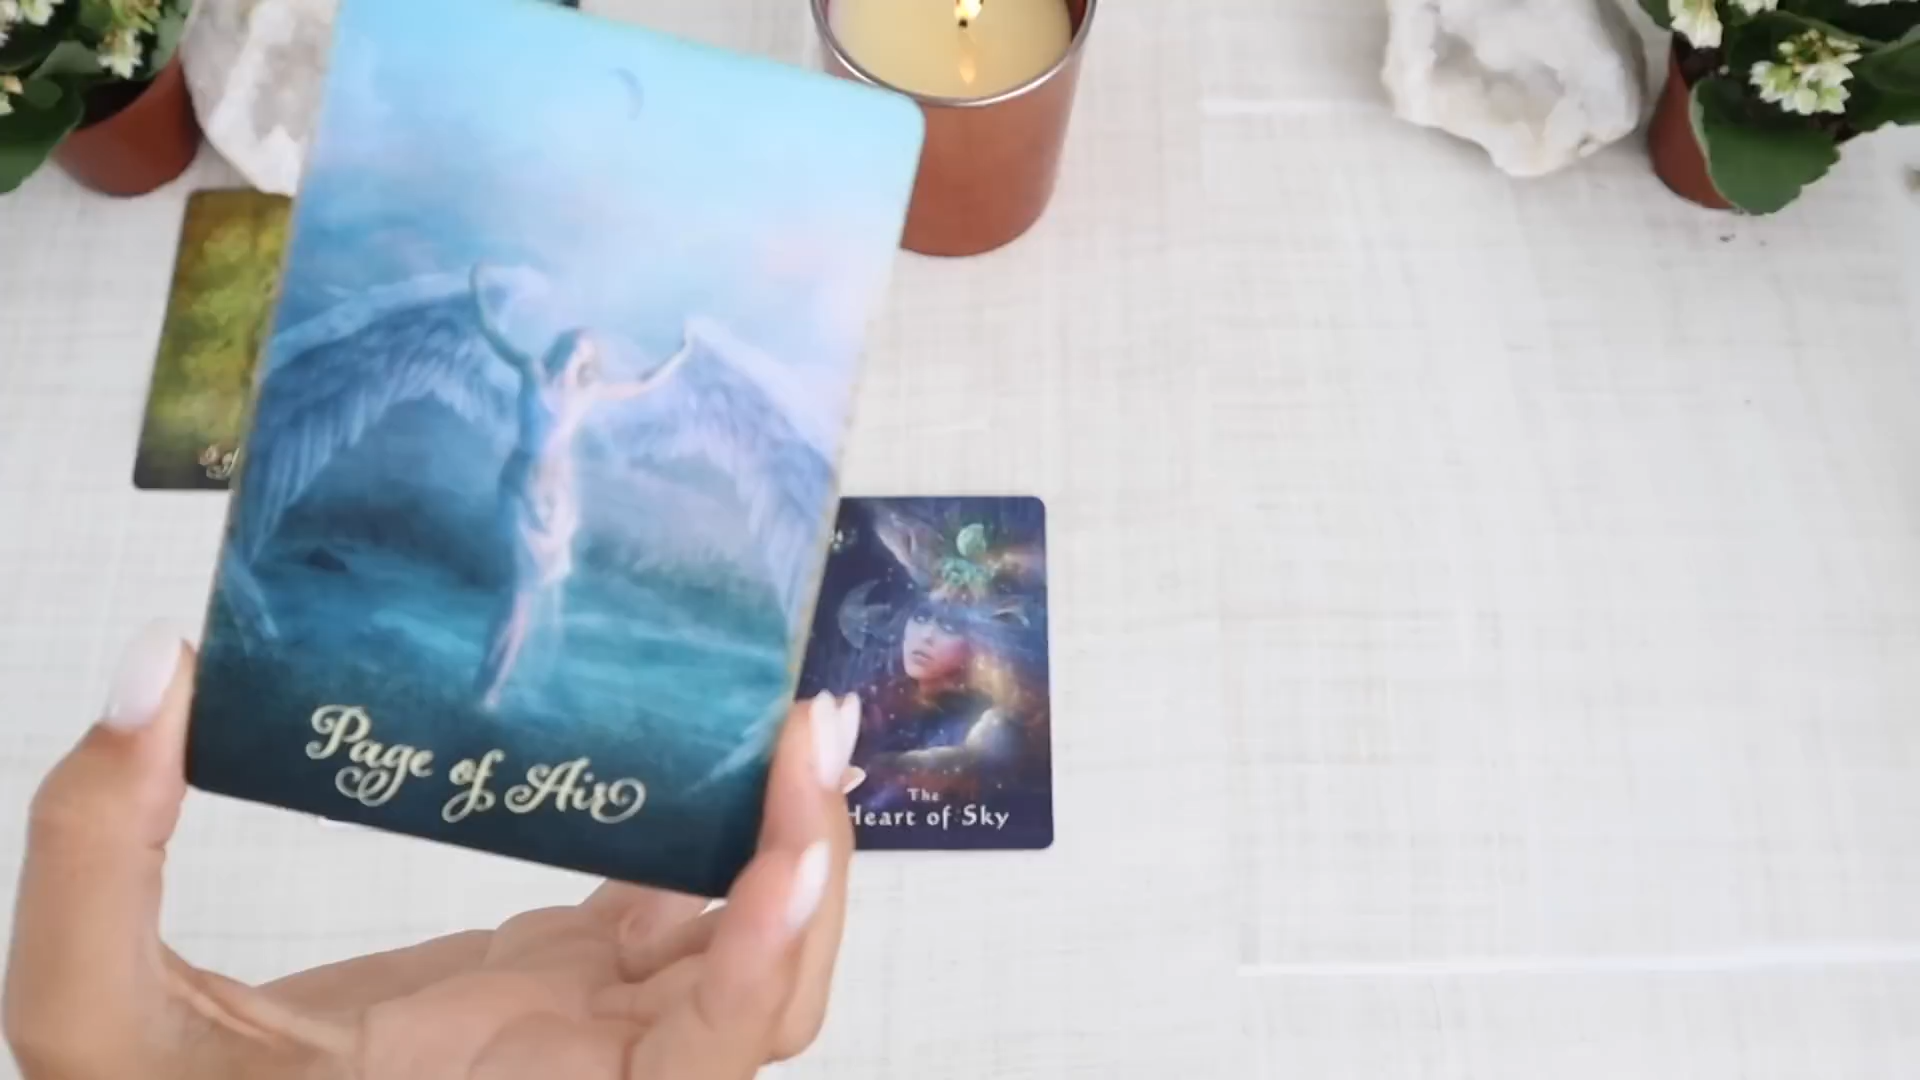 Page of Air
The
Heart of Sky